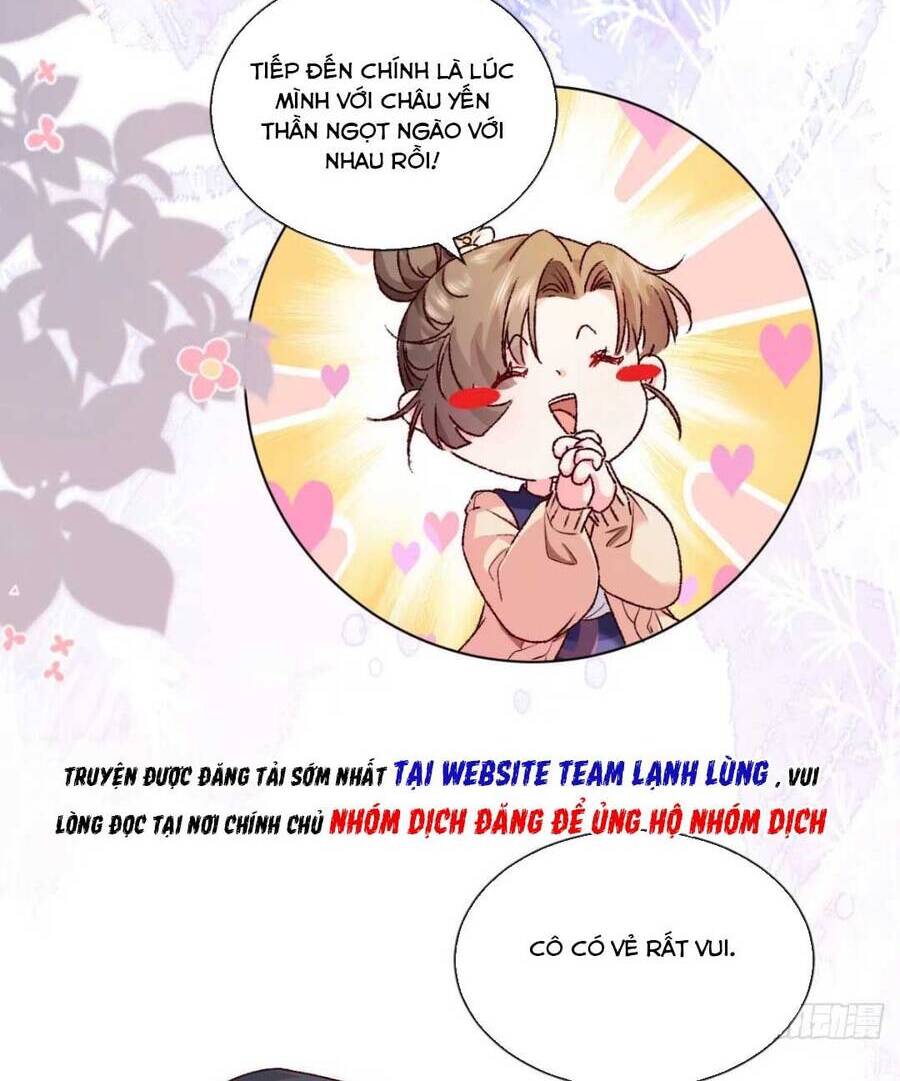 TIẾP ĐẾN CHÍNH LÀ LÚC
MÌNH VỚI CHÂU YẾN
THẦN NGỌT NGÀO VỚI
NHAU RỒI!
TRUYỆN ĐƯỢC ĐĂNG TẢI SỚM NHẤT TẠI WEBSITE TEAM LẠNH LÙNG , VUI
LÒNG ĐỌC TẠI NƠI CHÍNH CHỦ NHÓM DỊCH ĐĂNG ĐỂ ỦNG HỘ NHÓM DỊCH
CÔ CÓ VẺ RẤT VUI.
动漫